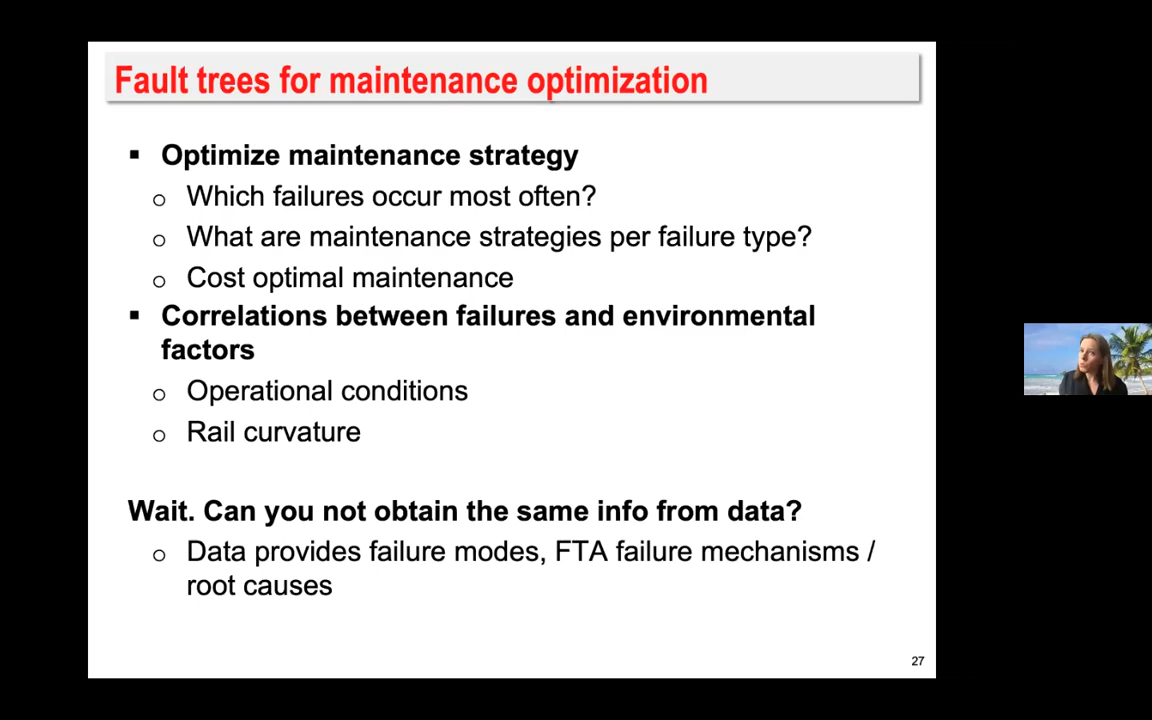 Fault trees for maintenance optimization
▪ Optimize maintenance strategy
o Which failures occur most often?
o What are maintenance strategies per failure type?
o Cost optimal maintenance
▪ Correlations between failures and environmental
factors
o Operational conditions
o Rail curvature
Wait. Can you not obtain the same info from data?
o Data provides failure modes, FTA failure mechanisms /
root causes
27